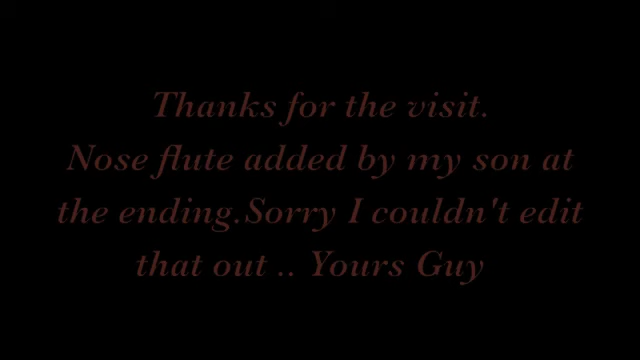 Thanks for the visit.
Nose flute added by my son at
the ending.Sorry I couldn't edit
that out .. Yours Guy